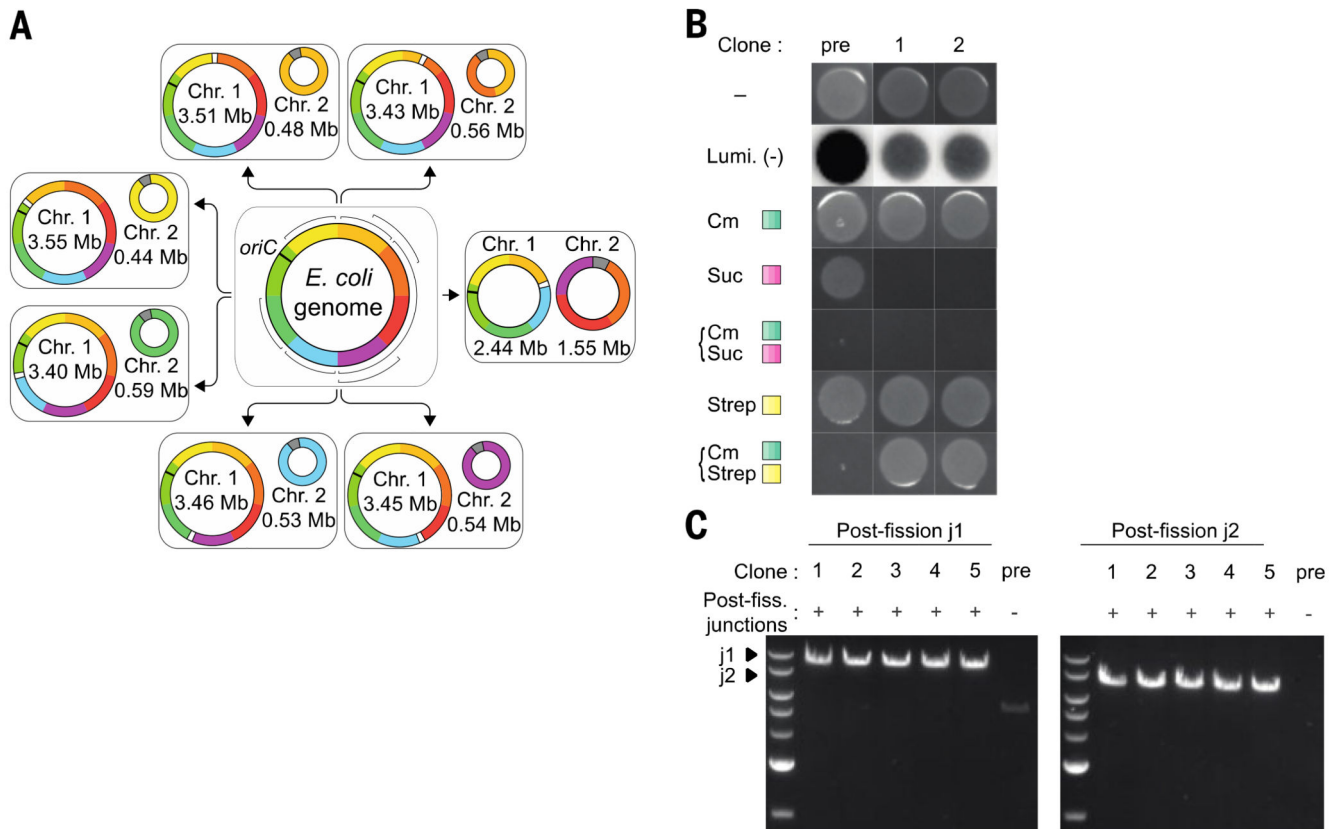 A
Chr. 1
3.51 Mb
Chr. 2
0.48 Mb
Chr. 1
3.43 Mb
Chr. 2
0.56 Mb
Chr. 1
3.55 Mb
Chr. 2
0.44 Mb
oriC
E. coli
genome
Chr. 1
Chr. 2
2.44 Mb
1.55 Mb
Chr. 1
3.40 Mb
Chr. 2
0.59 Mb
Chr. 1
3.46 Mb
Chr. 2
0.53 Mb
Chr. 1
3.45 Mb
Chr. 2
0.54 Mb
B
Clone : pre 1 2
–
Lumi. (-)
Cm
Suc
Cm
Suc
Strep
Cm
Strep
C
Post-fission j1
Clone : 1 2 3 4 5 pre
Post-fiss.
junctions : + + + + + -
j1
j2
Post-fission j2
1 2 3 4 5 pre
+ + + + + -